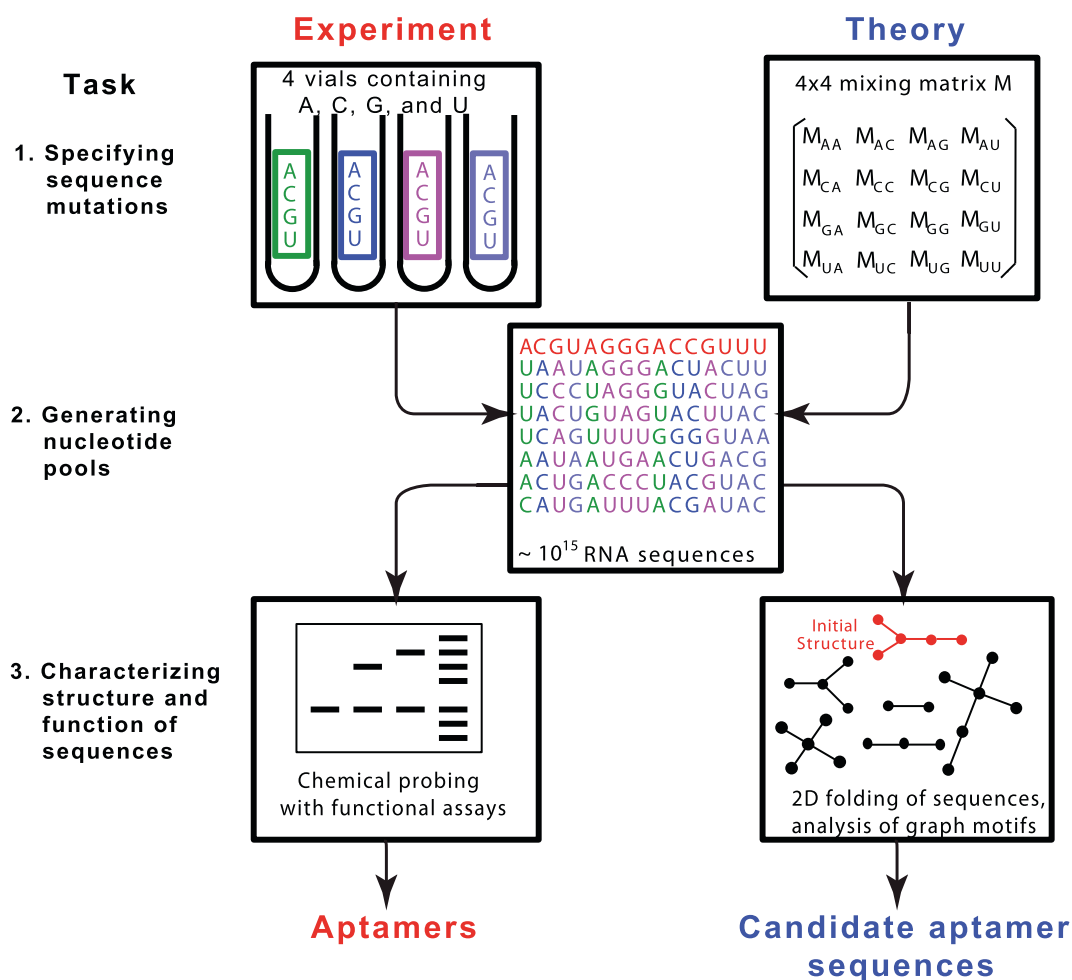 Experiment
Theory
Task
1. Specifying
sequence
mutations
4 vials containing
A, C, G, and U
A
C
G
U
A
C
G
U
A
C
G
U
A
C
G
U
4x4 mixing matrix M
MAA MAC MAG MAU
MCA MCC MCG MCU
MGA MGC MGG MGU
MUA MUC MUG MUU
2. Generating
nucleotide
pools
ACGUAGGGACCGUUU
UAAUAGGGACUACUU
UCCCUAGGGUACUAG
UACUGUAGUACUUAC
UCAGUUUUGGGGUAA
AAUAAUGAACUGACG
ACUGACCCUACGUAC
CAUGAUUUACGAUAC
~ 10^15 RNA sequences
3. Characterizing
structure and
function of
sequences
Chemical probing
with functional assays
Initial
Structure
2D folding of sequences,
analysis of graph motifs
Aptamers
Candidate aptamer
sequences